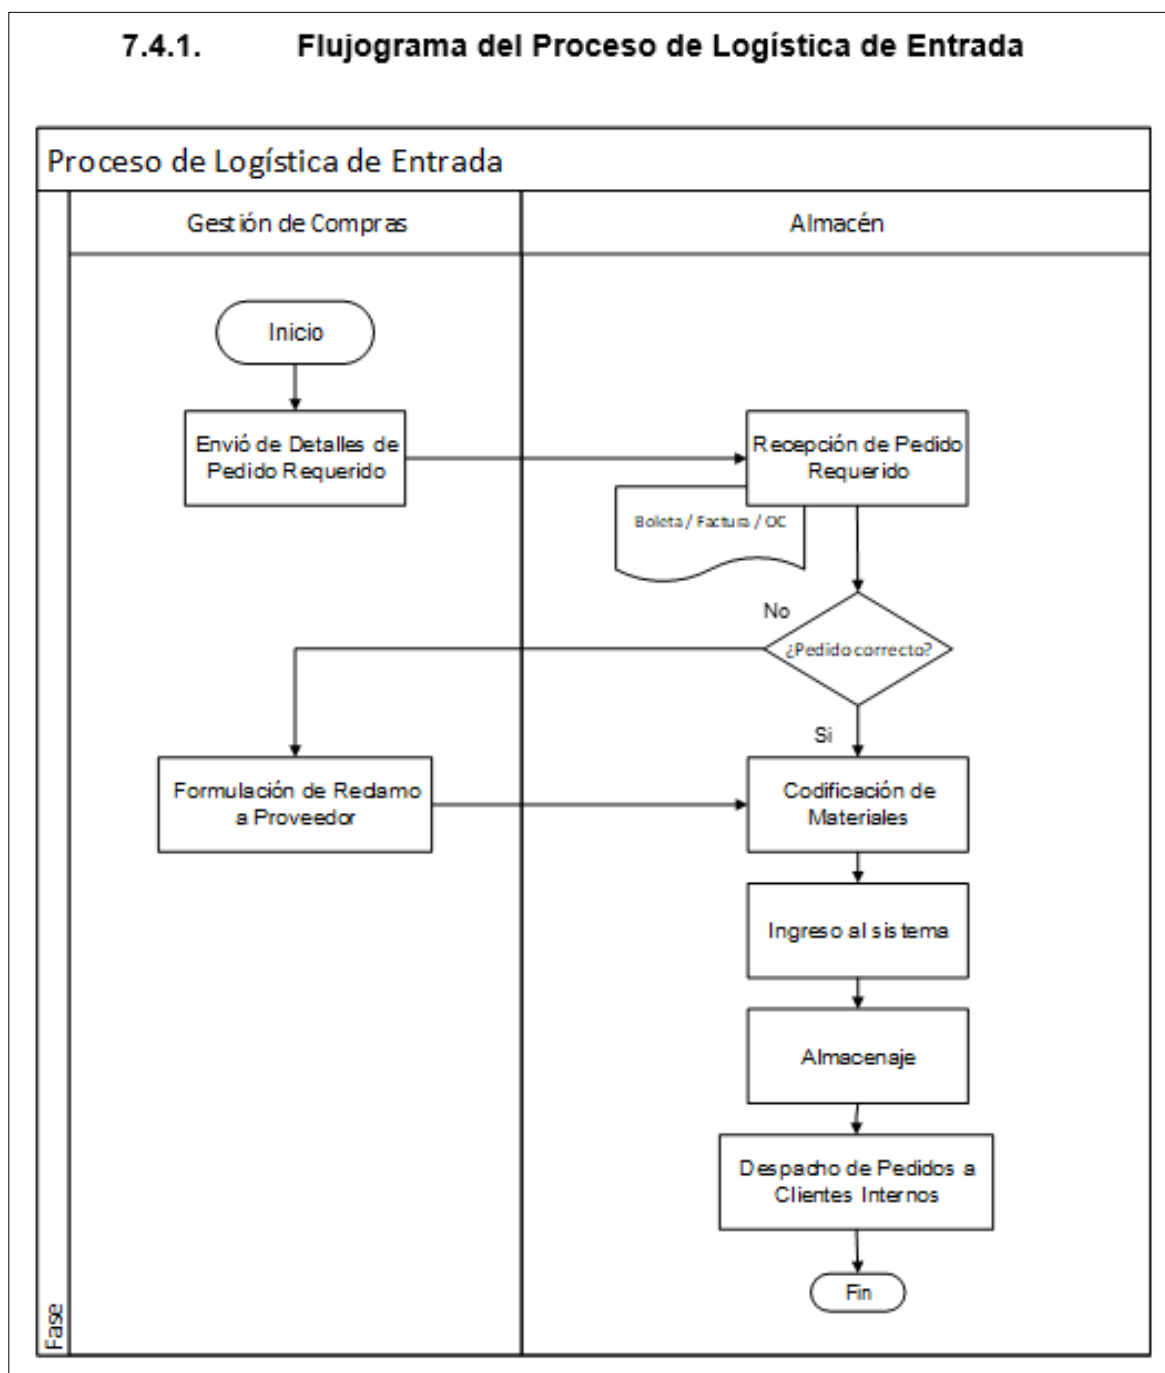 7.4.1. Flujograma del Proceso de Logística de Entrada
Proceso de Logística de Entrada
Gestión de Compras
Almacén
Inicio
Envió de Detalles de
Pedido Requerido
Recepción de Pedido
Requerido
Boleta / Factura / OC
No
¿Pedido correcto?
Si
Formulación de Reclamo
a Proveedor
Codificación de
Materiales
Ingreso al sistema
Almacenaje
Despacho de Pedidos a
Clientes Internos
Fin
Fase